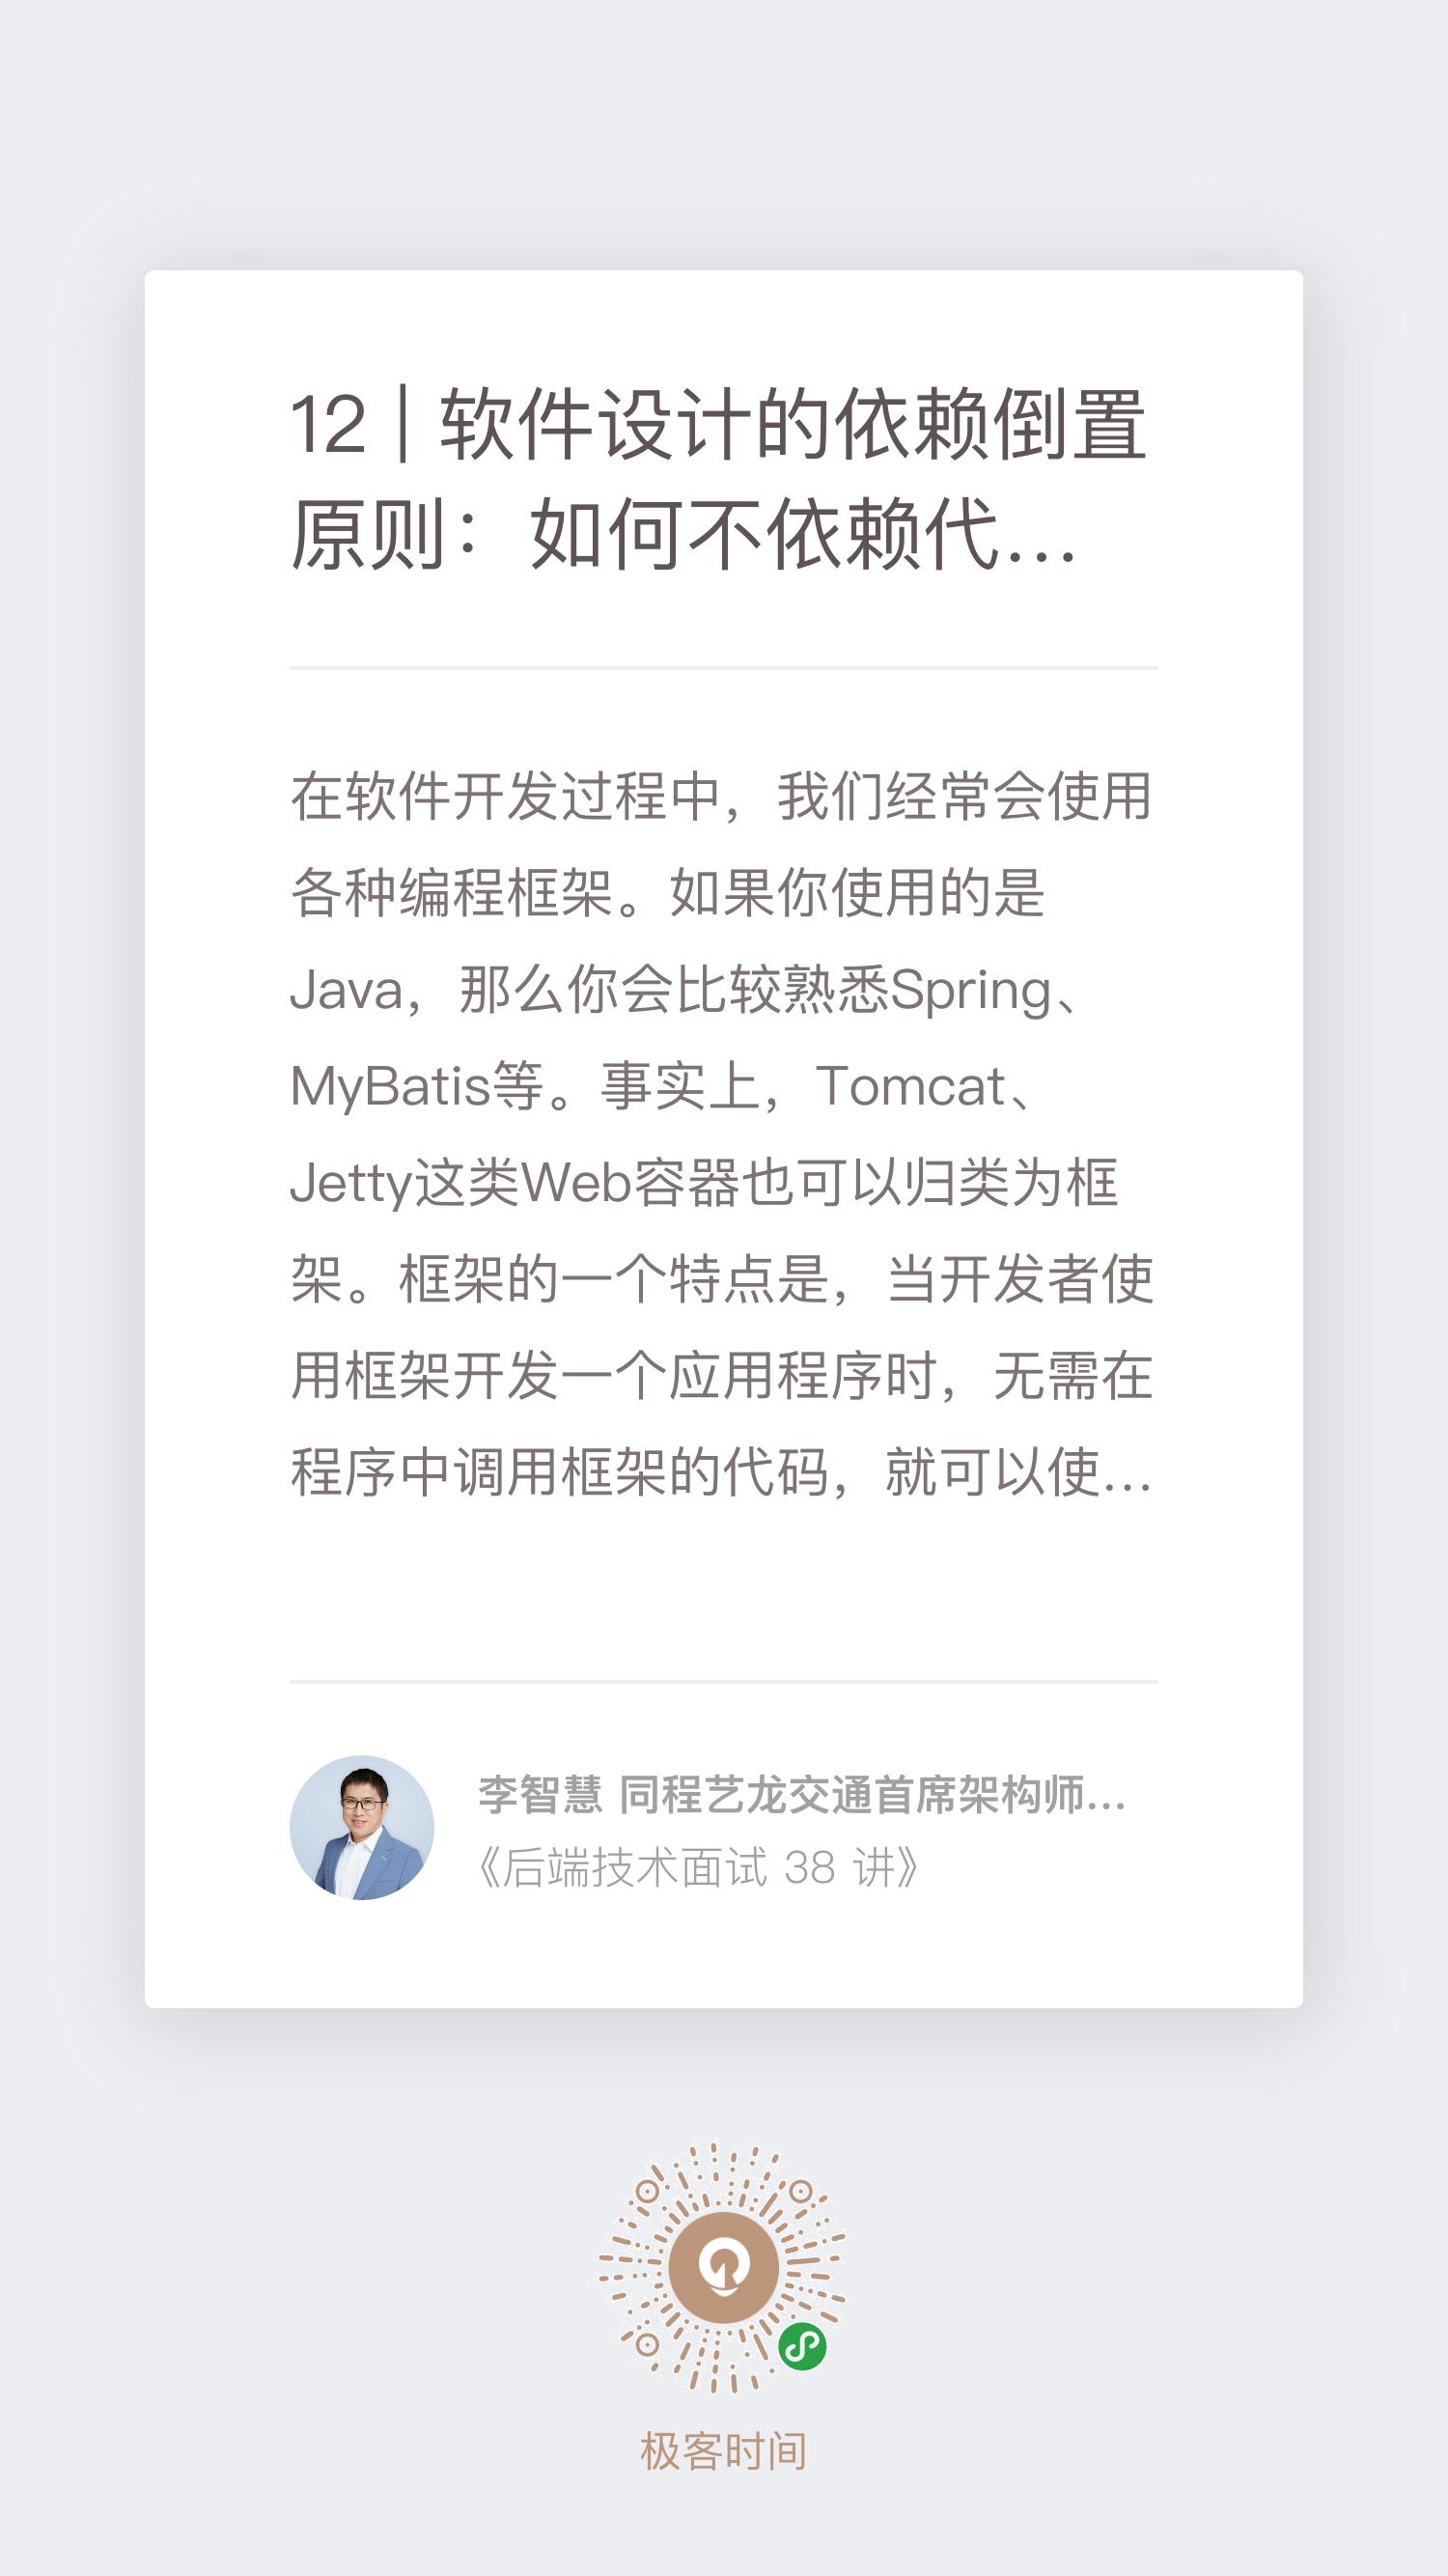 12 | 软件设计的依赖倒置
原则：如何不依赖代...
在软件开发过程中，我们经常会使用
各种编程框架。如果你使用的是
Java，那么你会比较熟悉Spring、
MyBatis等。事实上，Tomcat、
Jetty这类Web容器也可以归类为框
架。框架的一个特点是，当开发者使
用框架开发一个应用程序时，无需在
程序中调用框架的代码，就可以使...
李智慧 同程艺龙交通首席架构师...
《后端技术面试 38 讲》
极客时间